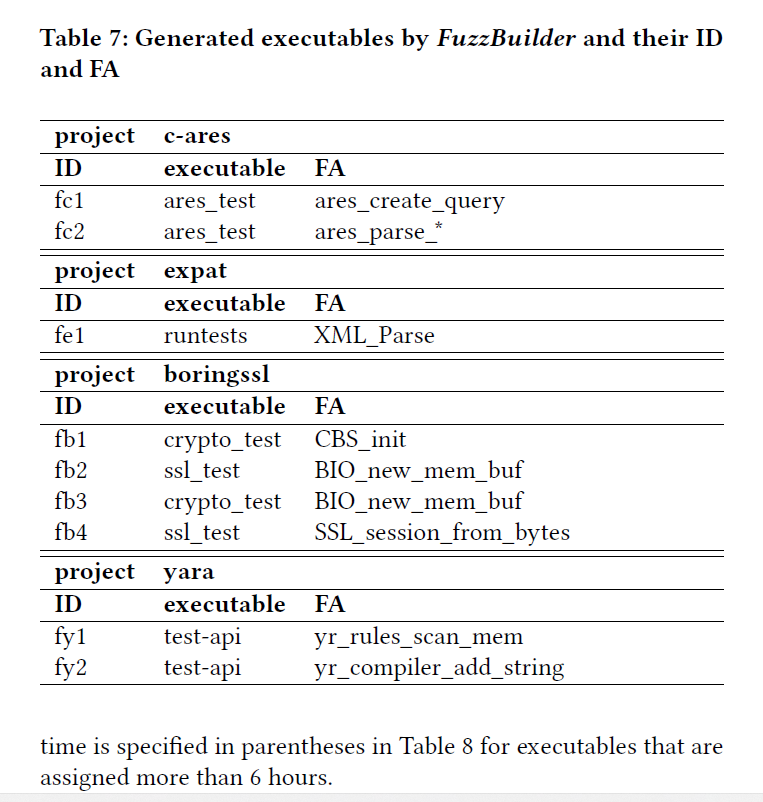 Table 7: Generated executables by FuzzBuilder and their ID
and FA
project c-ares
ID executable FA
fc1 ares_test ares_create_query
fc2 ares_test ares_parse_*
project expat
ID executable FA
fe1 runtests XML_Parse
project boringssl
ID executable FA
fb1 crypto_test CBS_init
fb2 ssl_test BIO_new_mem_buf
fb3 crypto_test BIO_new_mem_buf
fb4 ssl_test SSL_session_from_bytes
project yara
ID executable FA
fy1 test-api yr_rules_scan_mem
fy2 test-api yr_compiler_add_string
time is specified in parentheses in Table 8 for executables that are
assigned more than 6 hours.